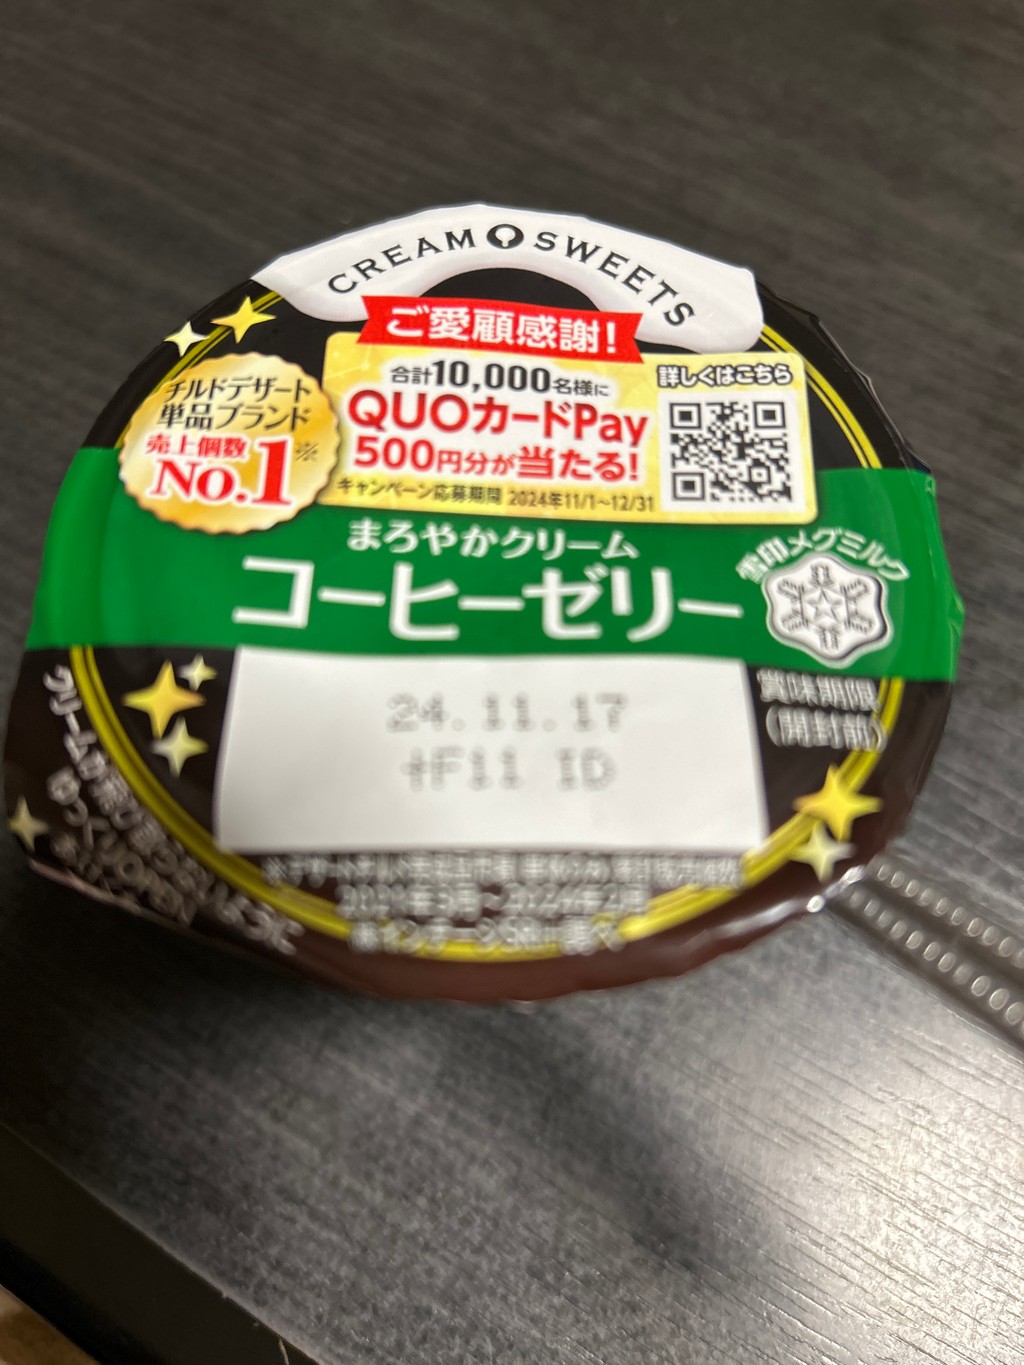 CREAM SWEETS
ご愛顧感謝!
合計10,000名様に
QUOカードPay
500円分が当たる!
キャンペーン応募期間 2024年11/1~12/31
詳しくはこちら
チルドデザート
単品ブランド
売上個数
No.1※
まろやかクリーム
コーヒーゼリー
雪印メグミルク
賞味期限
(開封前)
24.11.17